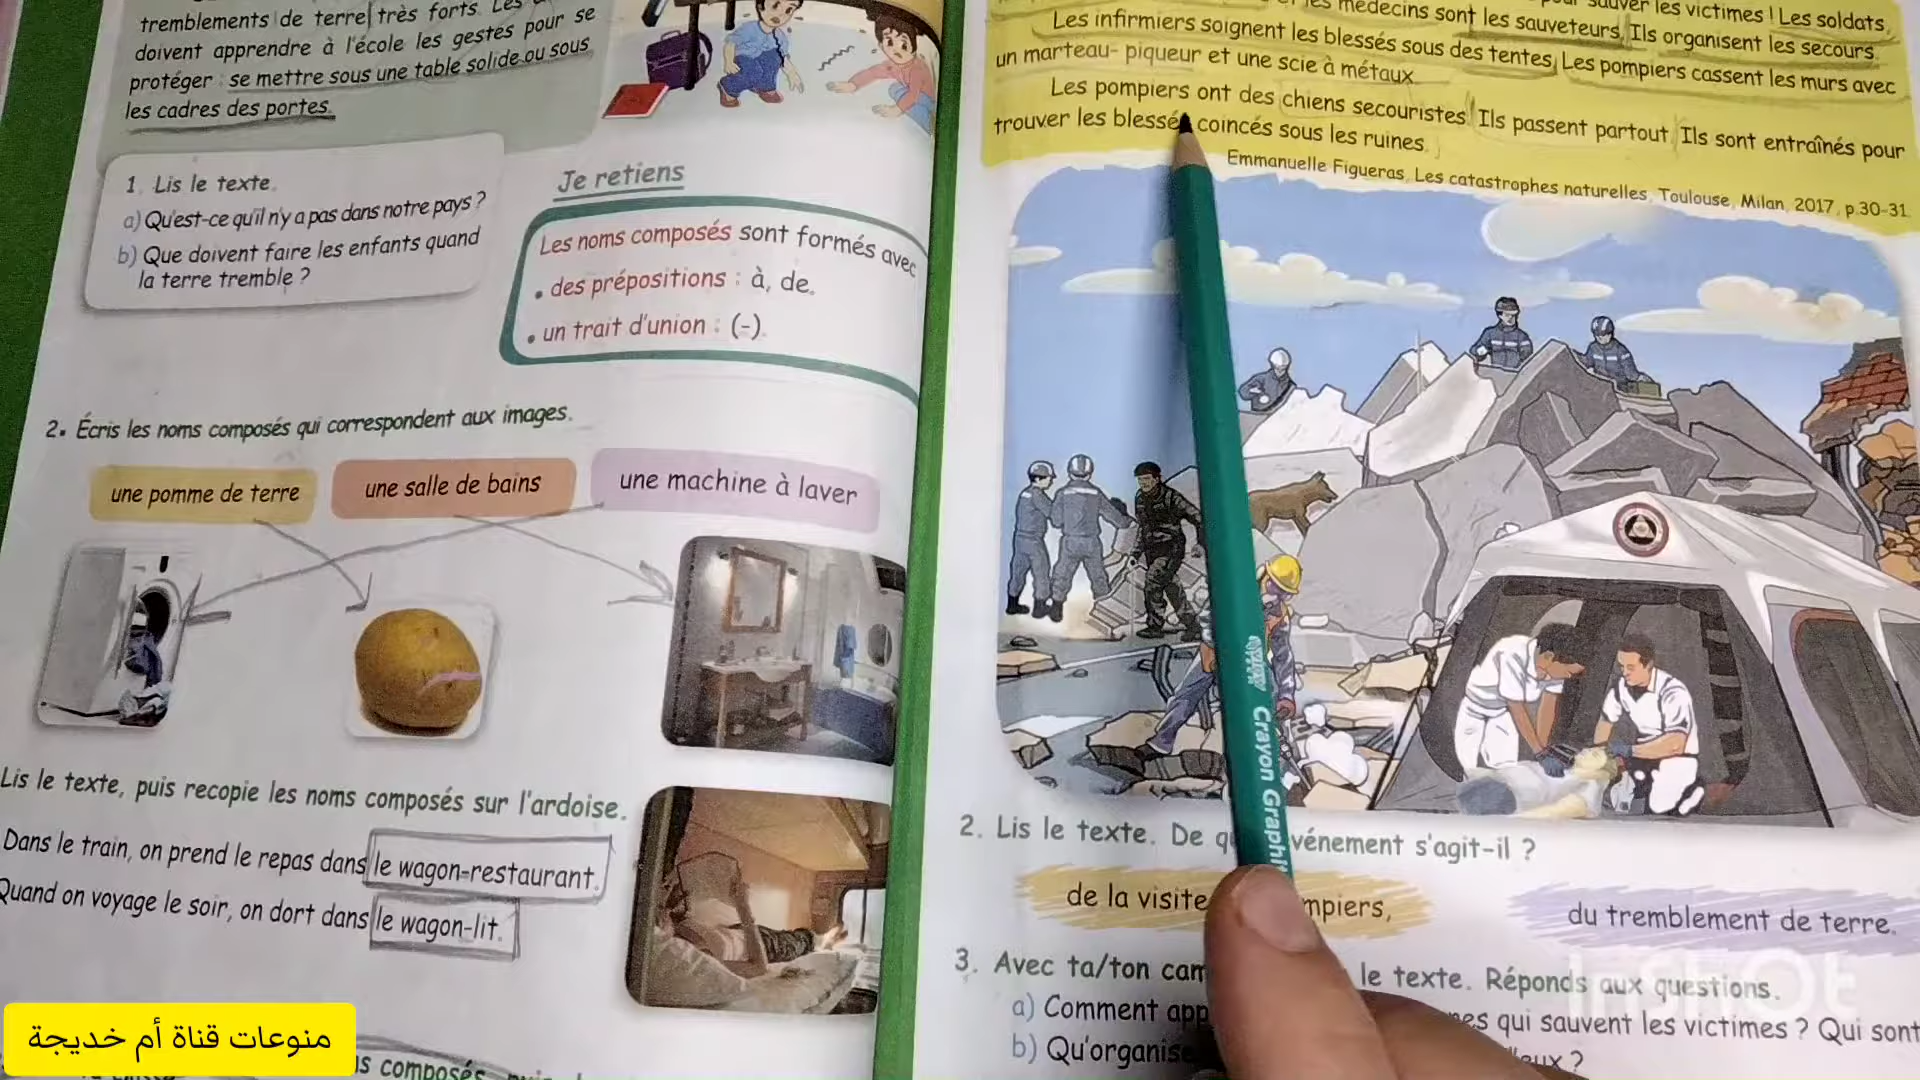 tremblements de terre très forts. Les
doivent apprendre à l'école les gestes pour se
protéger : se mettre sous une table solide ou sous
les cadres des portes.
1. Lis le texte.
a) Qu'est-ce qu'il n'y a pas dans notre pays ?
b) Que doivent faire les enfants quand
la terre tremble ?
Je retiens
Les noms composés sont formés avec
• des prépositions : à, de.
• un trait d'union : (-).
2. Écris les noms composés qui correspondent aux images.
une pomme de terre
une salle de bains
une machine à laver
Lis le texte, puis recopie les noms composés sur l'ardoise.
Dans le train, on prend le repas dans le wagon-restaurant.
Quand on voyage le soir, on dort dans le wagon-lit.
composés
les médecins sont les sauveteurs. Ils organisent les secours.
sauver les victimes ! Les soldats,
Les infirmiers soignent les blessés sous des tentes. Les pompiers cassent les murs avec
un marteau-piqueur et une scie à métaux.
Les pompiers ont des chiens secouristes. Ils passent partout. Ils sont entraînés pour
trouver les blessés coincés sous les ruines.
Emmanuelle Figueras, Les catastrophes naturelles, Toulouse, Milan, 2017, p.30-31.
2. Lis le texte. De vénement s'agit-il ?
de la visite mpiers,
du tremblement de terre.
3. Avec ta/ton cam le texte. Réponds aux questions.
a) Comment app nes qui sauvent les victimes ? Qui sont
b) Qu'organise eux ?
Crayon Graphi
منوعات قناة أم خديجة